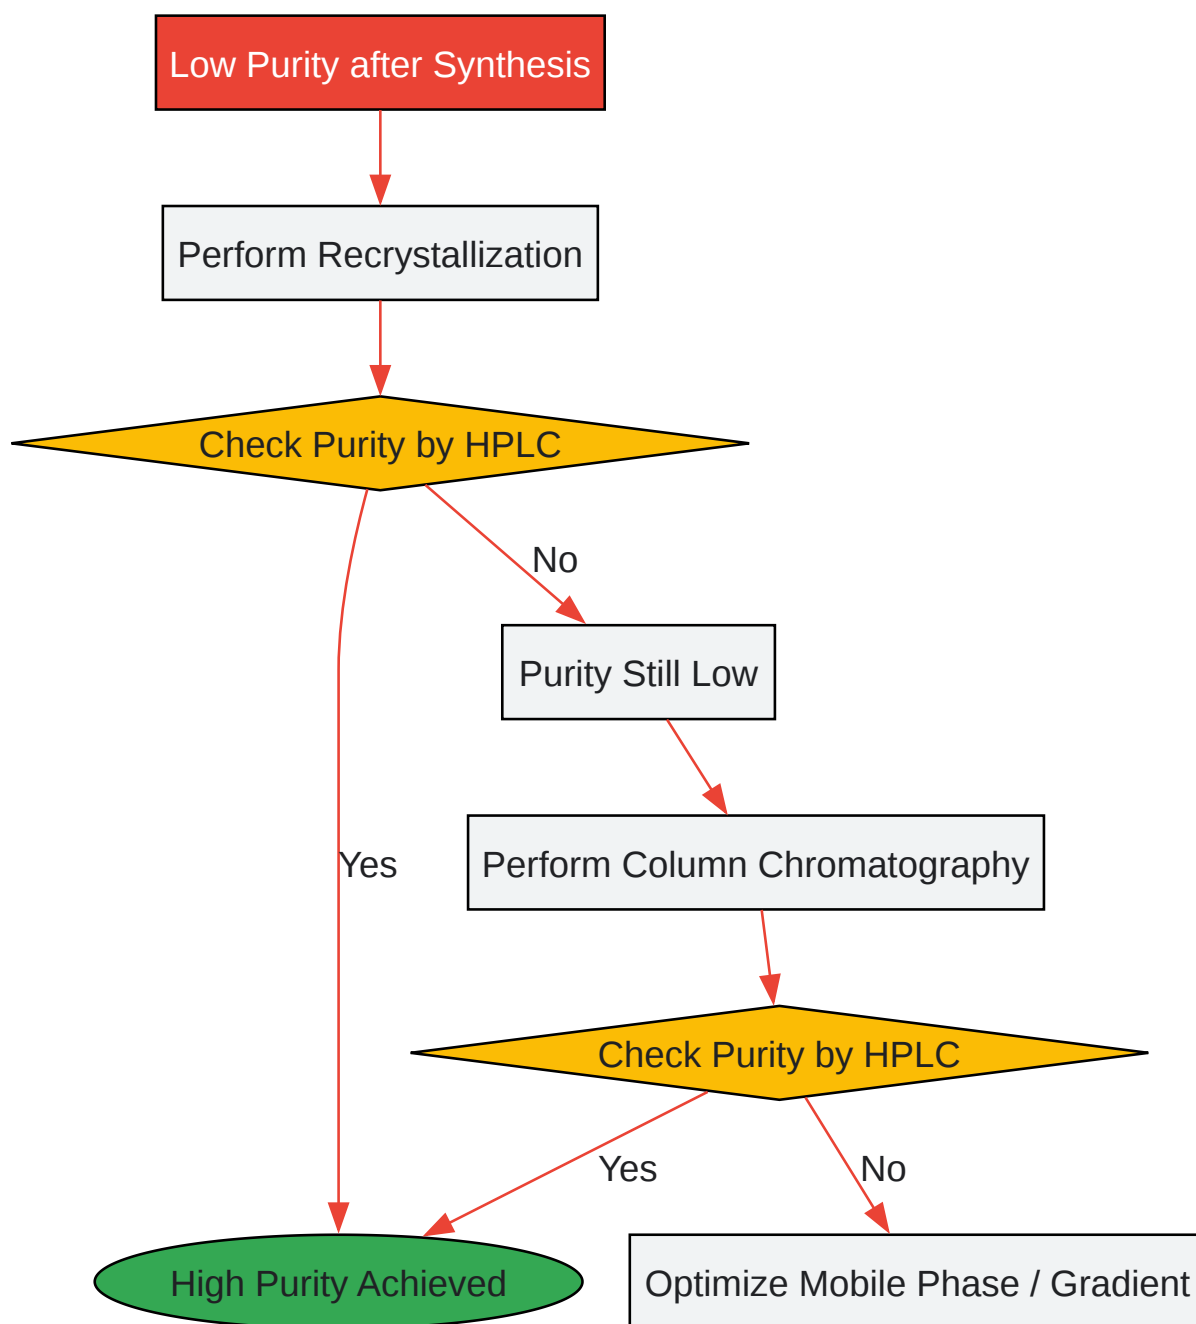 Low Purity after Synthesis
Perform Recrystallization
Check Purity by HPLC
No
Purity Still Low
Yes
Perform Column Chromatography
Check Purity by HPLC
Yes
No
High Purity Achieved
Optimize Mobile Phase / Gradient